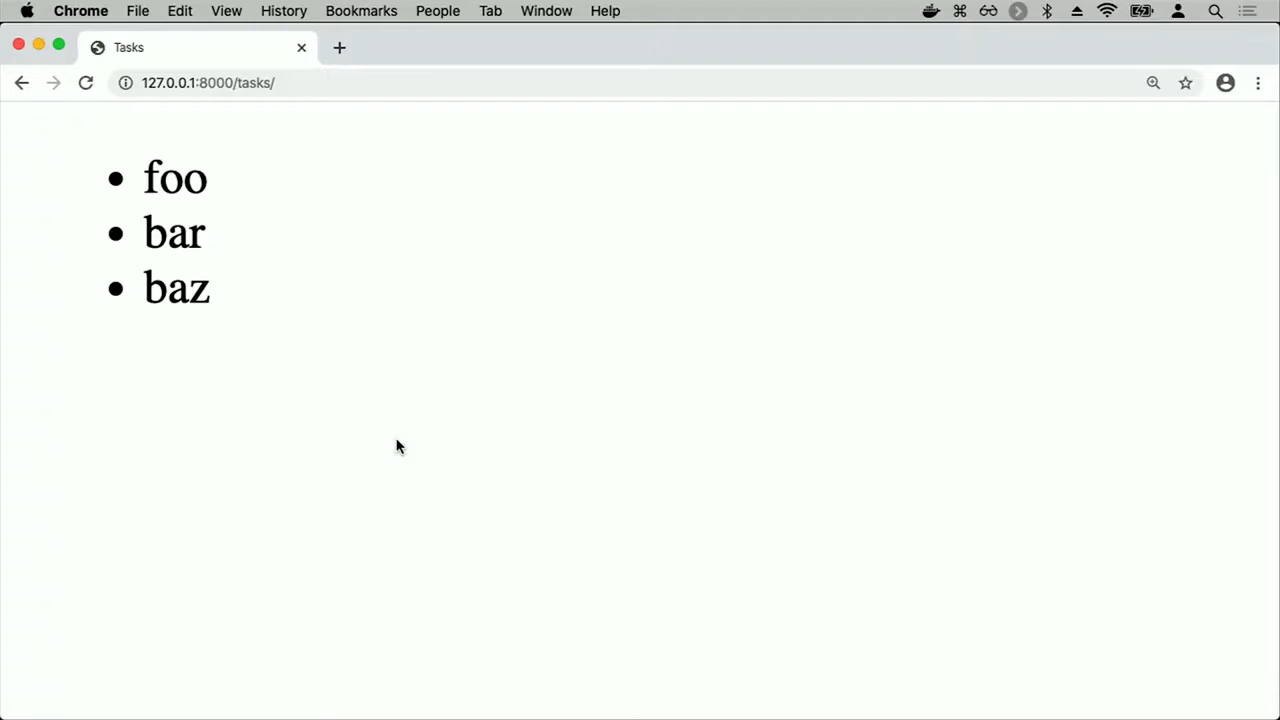 Chrome File Edit View History Bookmarks People Tab Window Help
Tasks
127.0.0.1:8000/tasks/
foo
bar
baz